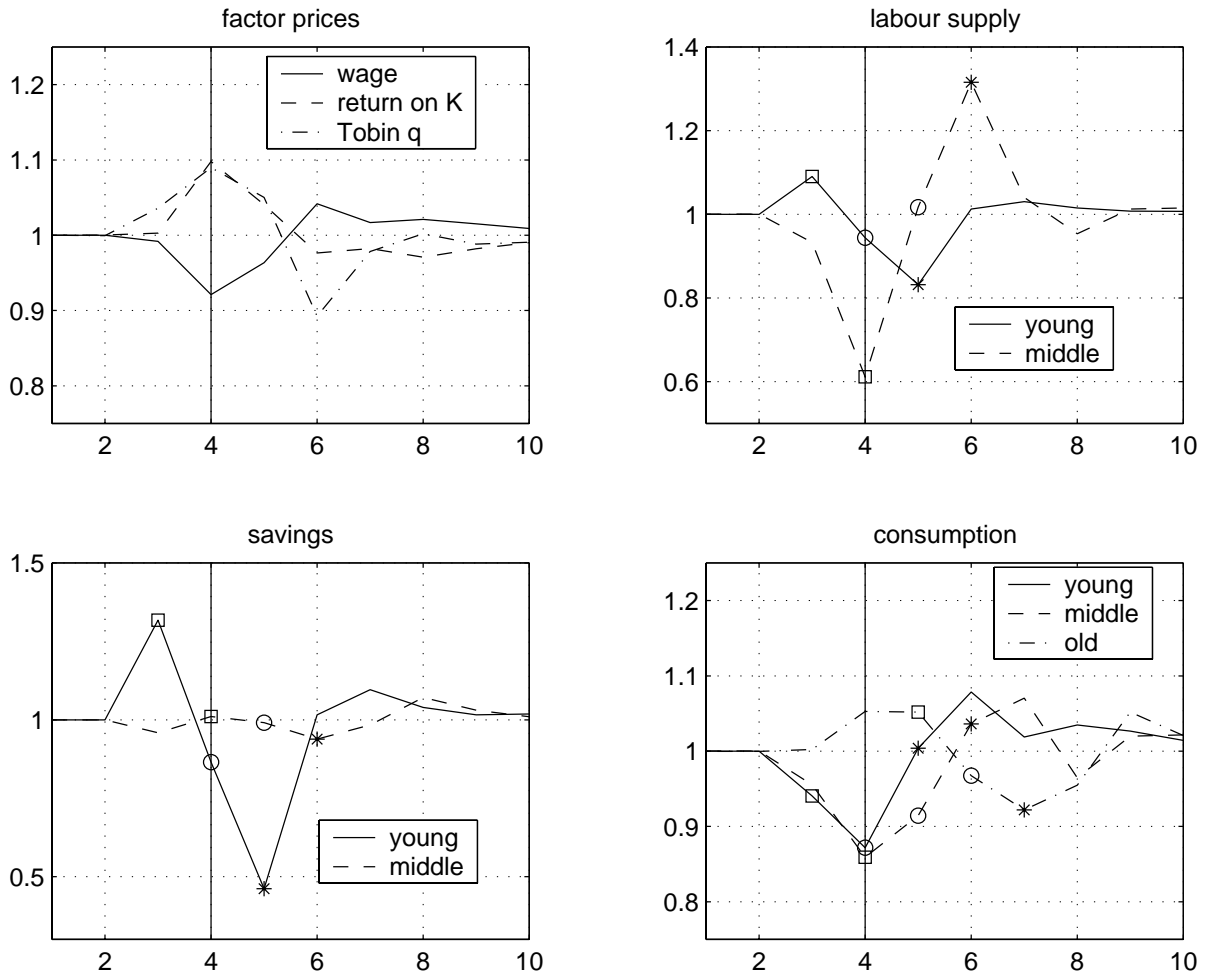 factor prices
1.2
1.1
1
0.9
0.8
2 4 6 8 10
wage
return on K
Tobin q
labour supply
1.4
1.2
1
0.8
0.6
2 4 6 8 10
young
middle
savings
1.5
1
0.5
2 4 6 8 10
young
middle
consumption
1.2
1.1
1
0.9
0.8
2 4 6 8 10
young
middle
old